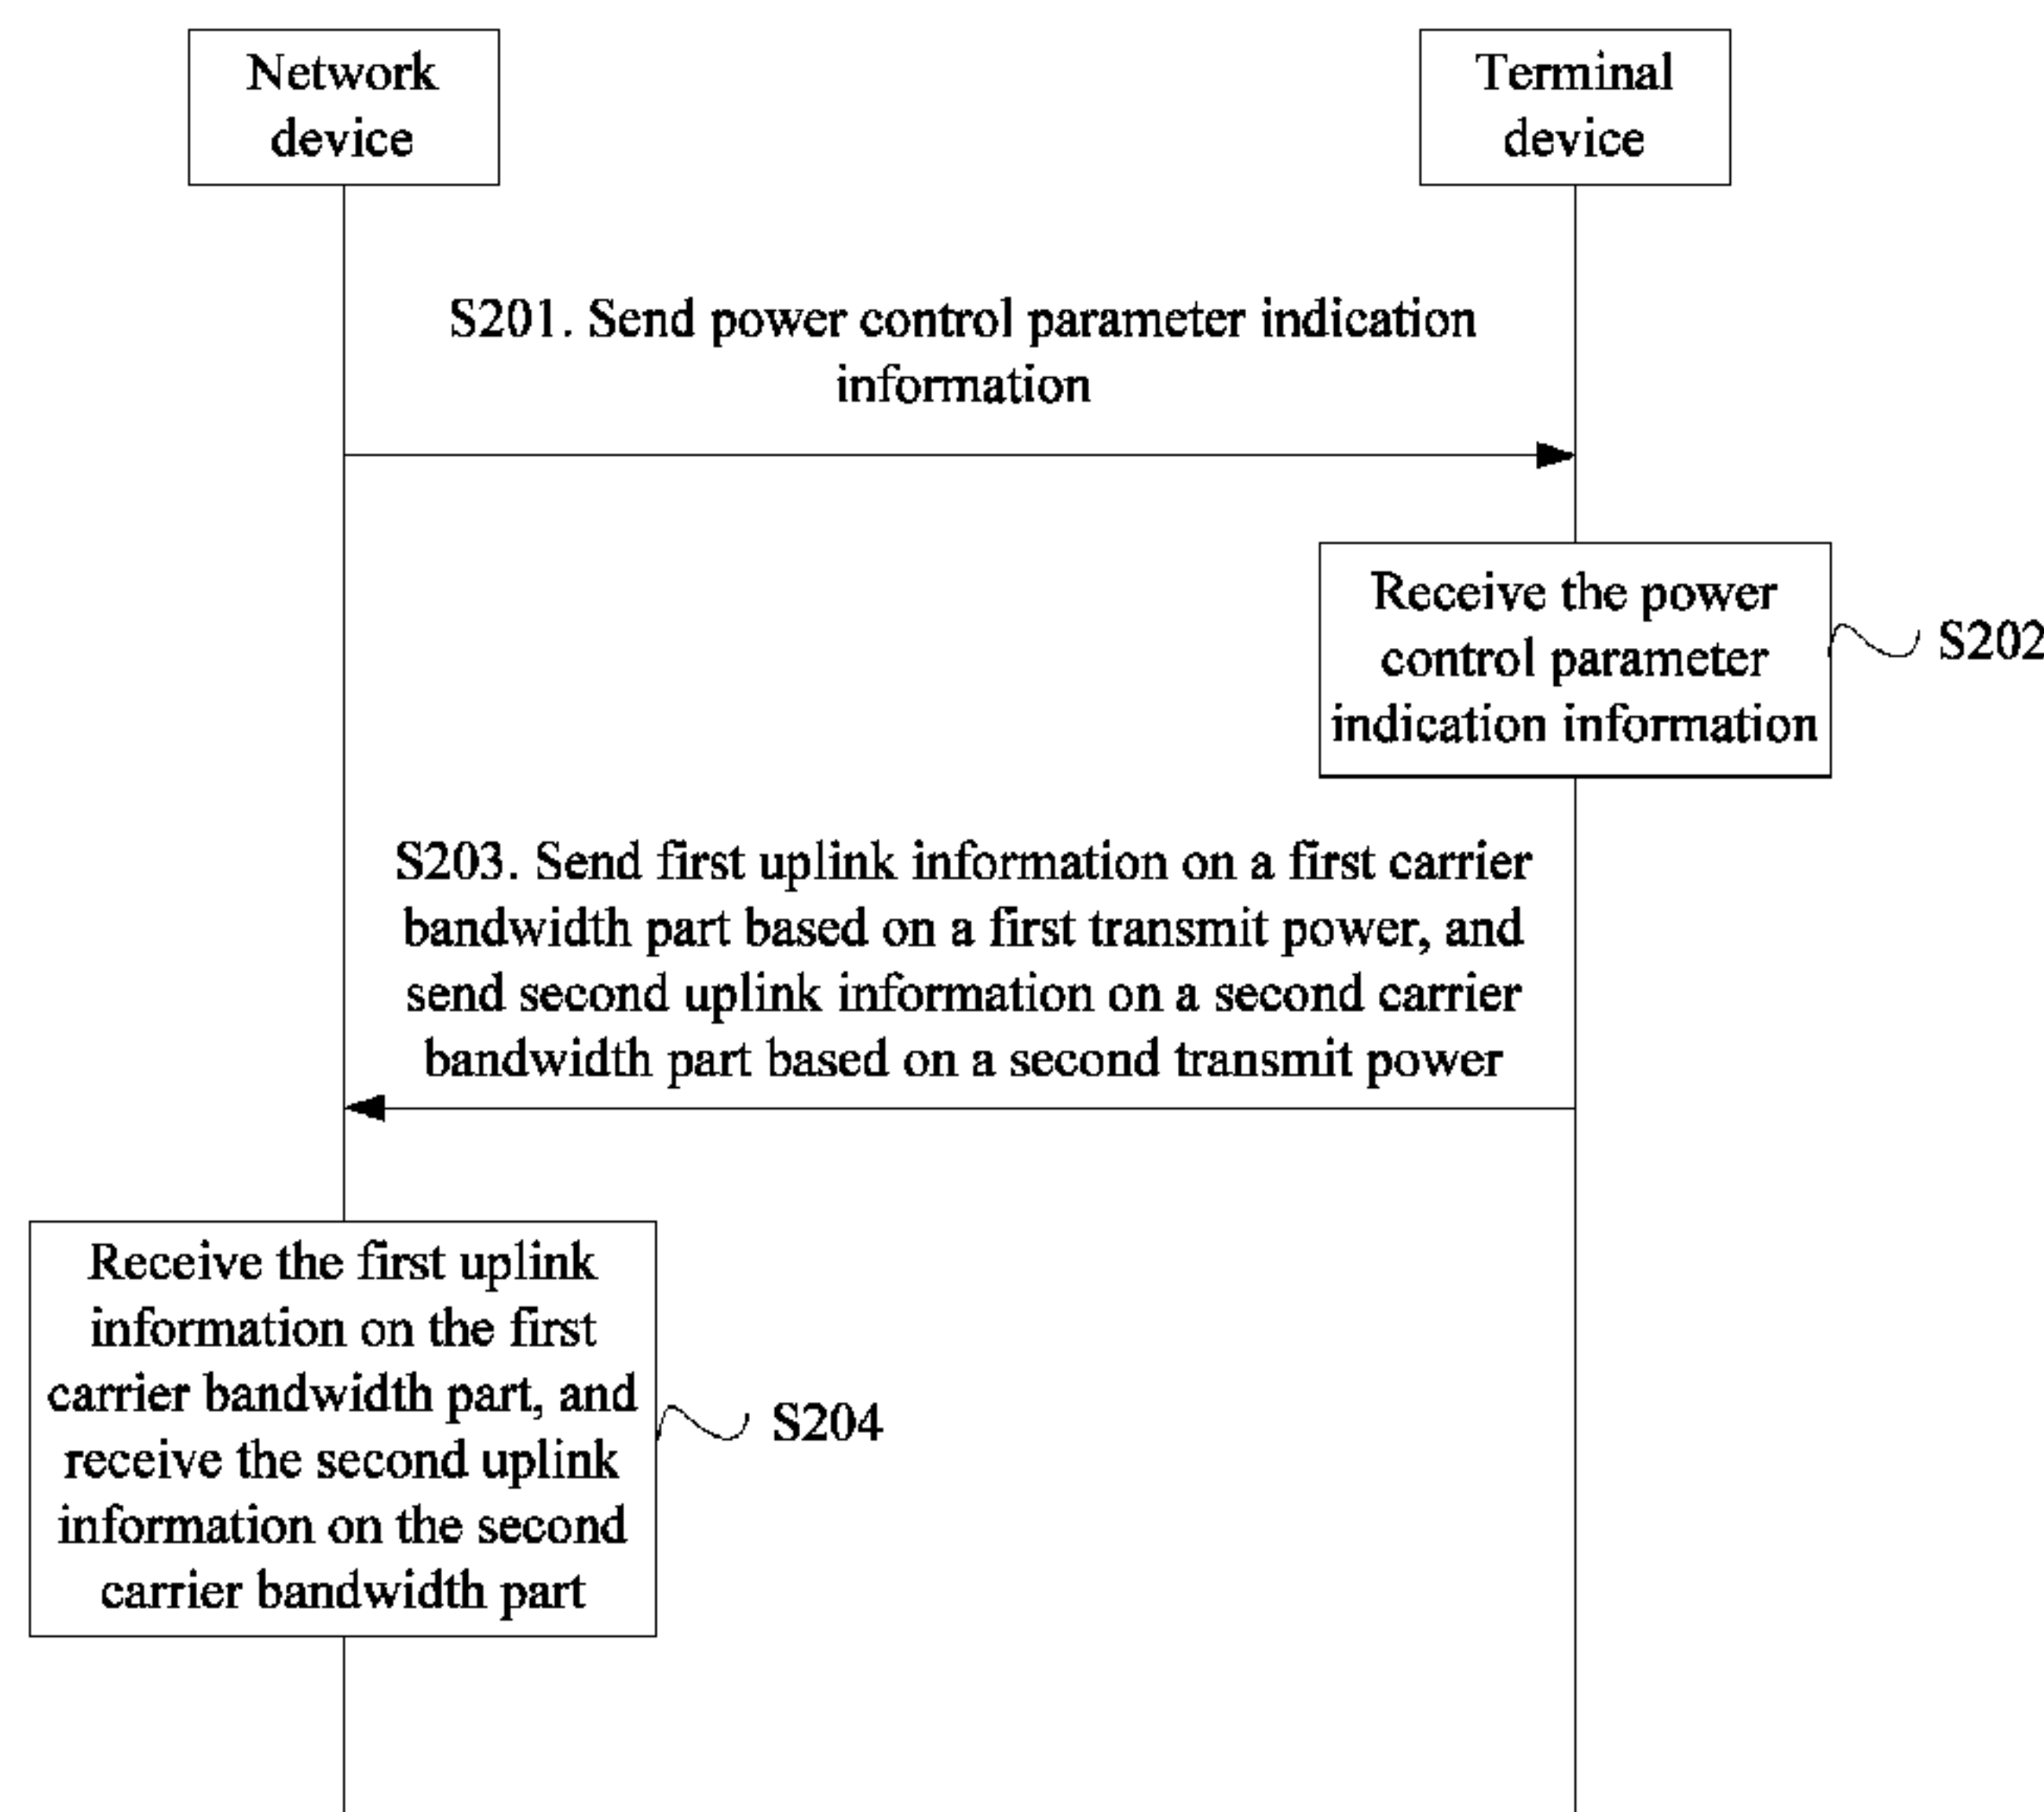 Network
device
Terminal
device
S201. Send power control parameter indication
information
Receive the power
control parameter
indication information
S202
S203. Send first uplink information on a first carrier
bandwidth part based on a first transmit power, and
send second uplink information on a second carrier
bandwidth part based on a second transmit power
Receive the first uplink
information on the first
carrier bandwidth part, and
receive the second uplink
information on the second
carrier bandwidth part
S204